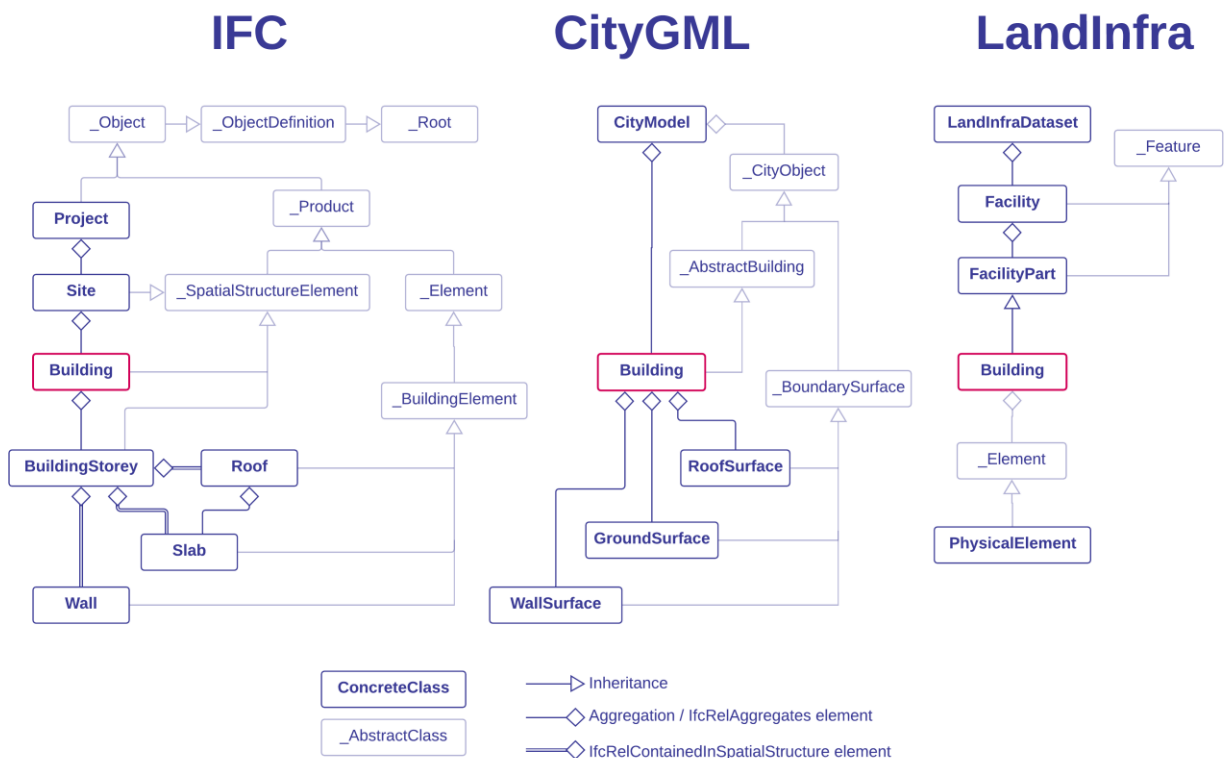 IFC
CityGML
LandInfra
_Object
_ObjectDefinition
_Root
Project
_Product
Site
_SpatialStructureElement
_Element
Building
_BuildingElement
BuildingStorey
Roof
Slab
Wall
CityModel
_CityObject
_AbstractBuilding
Building
_BoundarySurface
RoofSurface
GroundSurface
WallSurface
LandInfraDataset
_Feature
Facility
FacilityPart
Building
_Element
PhysicalElement
ConcreteClass
_AbstractClass
Inheritance
Aggregation / IfcRelAggregates element
IfcRelContainedInSpatialStructure element